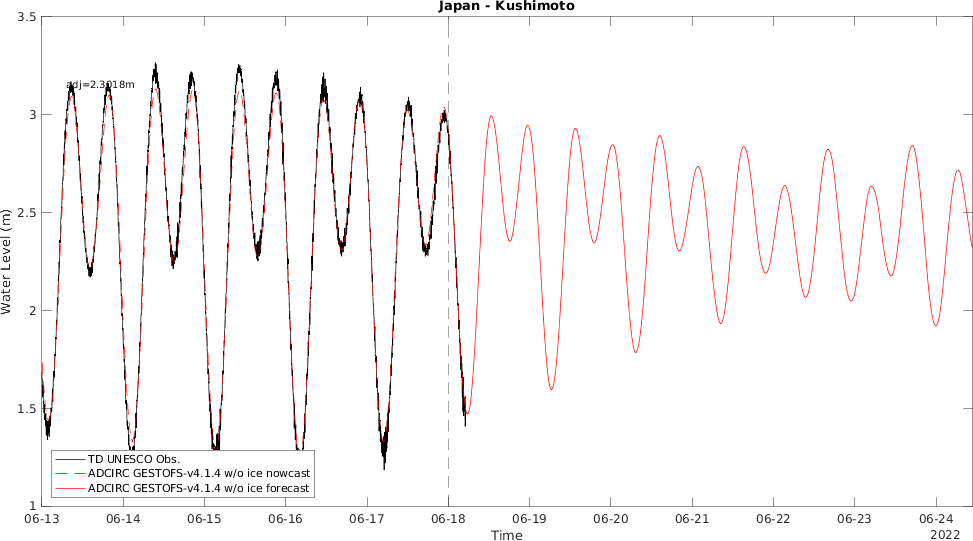 Japan - Kushimoto
3.5
3
2.5
2
1.5
1
Water Level (m)
adj=2.3018m
TD UNESCO Obs.
ADCIRC GESTOFS-v4.1.4 w/o ice nowcast
ADCIRC GESTOFS-v4.1.4 w/o ice forecast
06-13 06-14 06-15 06-16 06-17 06-18 06-19 06-20 06-21 06-22 06-23 06-24
Time
2022